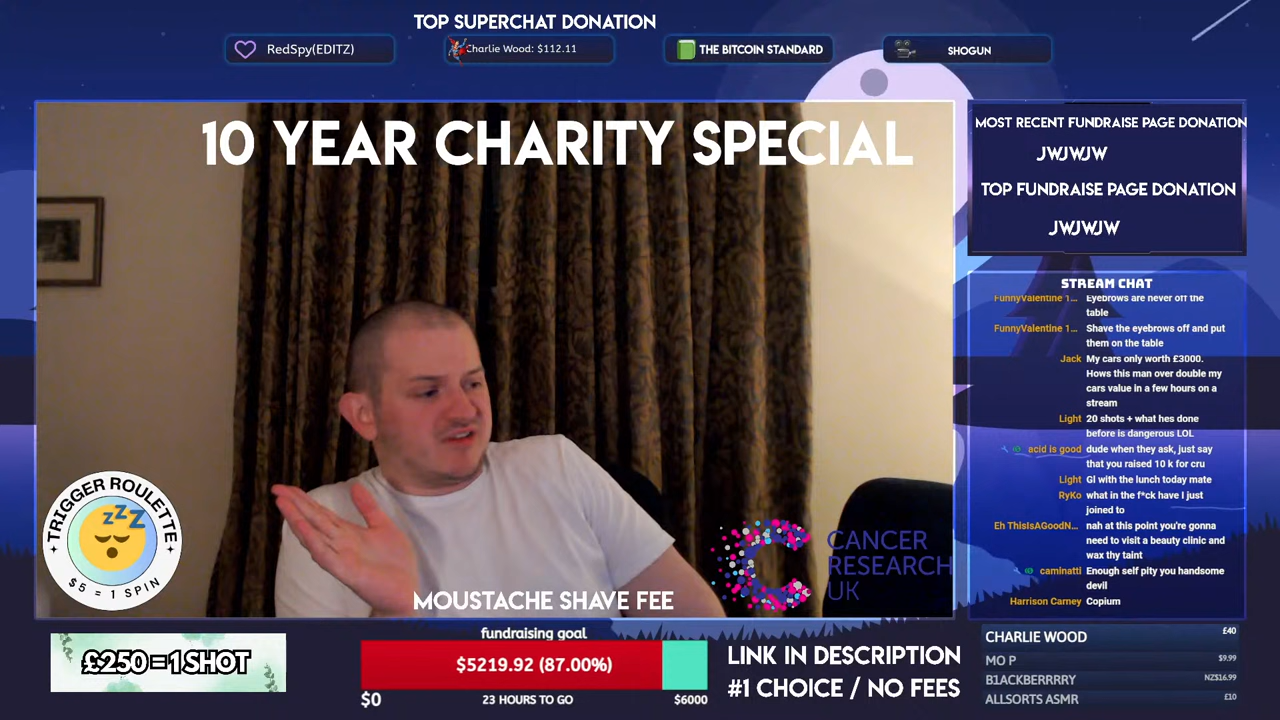 TOP SUPERCHAT DONATION
RedSpy(EDITZ)
Charlie Wood: $112.11
THE BITCOIN STANDARD
SHOGUN
10 YEAR CHARITY SPECIAL
MOST RECENT FUNDRAISE PAGE DONATION
JWJWJW
TOP FUNDRAISE PAGE DONATION
JWJWJW
STREAM CHAT
FunnyValentine 1... Eyebrows are never off the
table
FunnyValentine 1... Shave the eyebrows off and put
them on the table
Jack My cars only worth £3000.
Hows this man over double my
cars value in a few hours on a
stream
Light 20 shots + what hes done
before is dangerous LOL
acid is good dude when they ask, just say
that you raised 10 k for cru
Light Gl with the lunch today mate
RyKo what in the f*ck have I just
joined to
Eh ThisIsAGoodN... nah at this point you're gonna
need to visit a beauty clinic and
wax thy taint
caminatti Enough self pity you handsome
devil
Harrison Carney Copium
TRIGGER ROULETTE
zzZ
$5 = 1 SPIN
CANCER
RESEARCH
UK
MOUSTACHE SHAVE FEE
£250 = 1 SHOT
fundraising goal
$5219.92 (87.00%)
$0
23 HOURS TO GO
$6000
LINK IN DESCRIPTION
#1 CHOICE / NO FEES
CHARLIE WOOD £40
MO P $9.99
B1ACKBERRRRY NZ$16.99
ALLSORTS ASMR £10